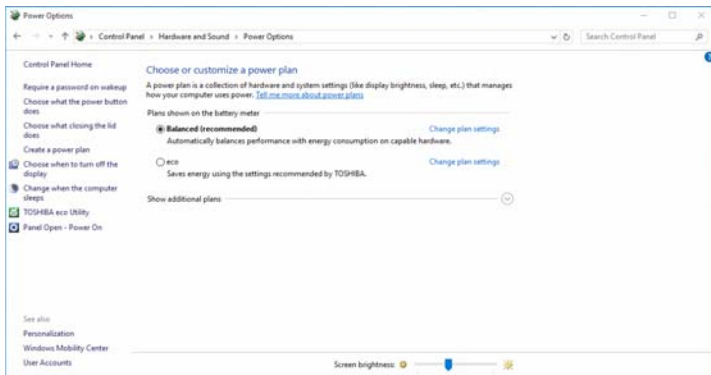 Power Options
Control Panel › Hardware and Sound › Power Options
Search Control Panel
Control Panel Home
Require a password on wakeup
Choose what the power button
does
Choose what closing the lid
does
Create a power plan
Choose when to turn off the
display
Change when the computer
sleeps
TOSHIBA eco Utility
Panel Open - Power On
See also
Personalization
Windows Mobility Center
User Accounts
Choose or customize a power plan
A power plan is a collection of hardware and system settings (like display brightness, sleep, etc.) that manages
how your computer uses power. Tell me more about power plans
Plans shown on the battery meter
Balanced (recommended) Change plan settings
Automatically balances performance with energy consumption on capable hardware.
eco Change plan settings
Saves energy using the settings recommended by TOSHIBA.
Show additional plans
Screen brightness: